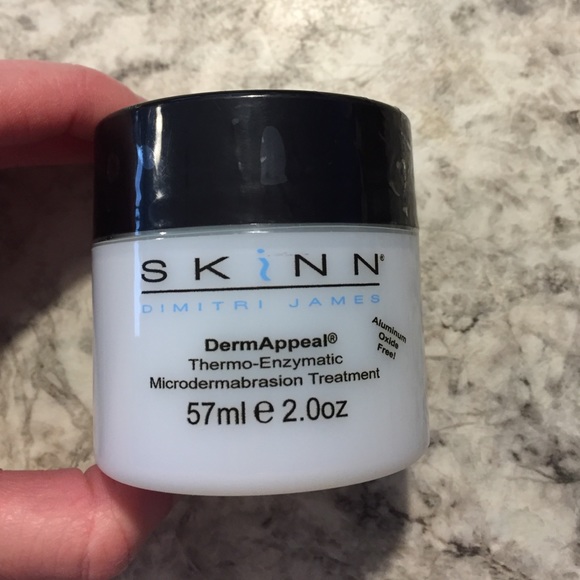 SKiNN®
DIMITRI JAMES
DermAppeal®
Thermo-Enzymatic
Microdermabrasion Treatment
57ml e 2.0oz
Aluminum
Oxide
Free!